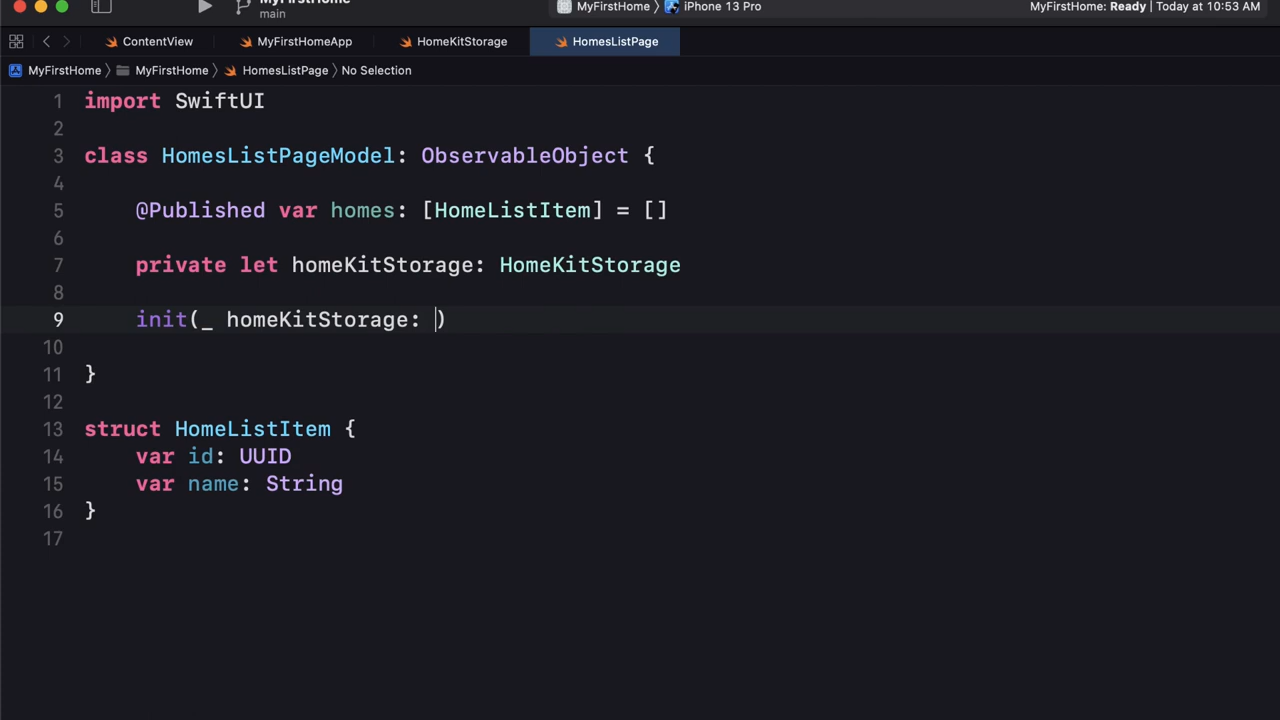 MyFirstHome
main
MyFirstHome 〉 iPhone 13 Pro
MyFirstHome: Ready | Today at 10:53 AM
ContentView
MyFirstHomeApp
HomeKitStorage
HomesListPage
MyFirstHome 〉 MyFirstHome 〉 HomesListPage 〉 No Selection
1 import SwiftUI
2
3 class HomesListPageModel: ObservableObject {
4
5 @Published var homes: [HomeListItem] = []
6
7 private let homeKitStorage: HomeKitStorage
8
9 init(_ homeKitStorage: )
10
11 }
12
13 struct HomeListItem {
14 var id: UUID
15 var name: String
16 }
17